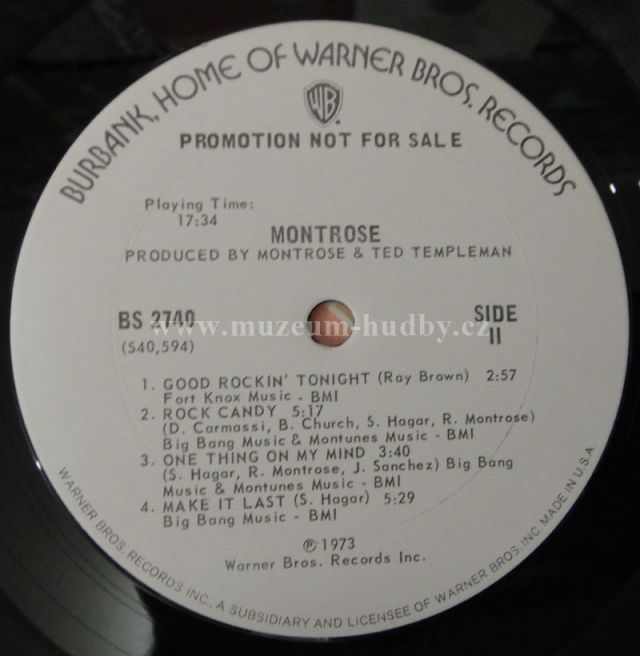 BURBANK, HOME OF WARNER BROS. RECORDS
WB
PROMOTION NOT FOR SALE
Playing Time:
17:34
MONTROSE
PRODUCED BY MONTROSE & TED TEMPLEMAN
BS 2740
SIDE
II
(S40,594)
www.muzeum-hudby.cz
1. GOOD ROCKIN' TONIGHT (Ray Brown) 2:57
Fort Knox Music - BMI
2. ROCK CANDY 5:17
(D. Carmassi, B. Church, S. Hagar, R. Montrose)
Big Bang Music & Montunes Music - BMI
3. ONE THING ON MY MIND 3:40
(S. Hagar, R. Montrose, J. Sanchez) Big Bang
Music & Montunes Music - BMI
4. MAKE IT LAST (S. Hagar) 5:29
Big Bang Music - BMI
℗ 1973
Warner Bros. Records Inc.
WARNER BROS. RECORDS INC., A SUBSIDIARY AND LICENSEE OF WARNER BROS. INC. MADE IN U.S.A